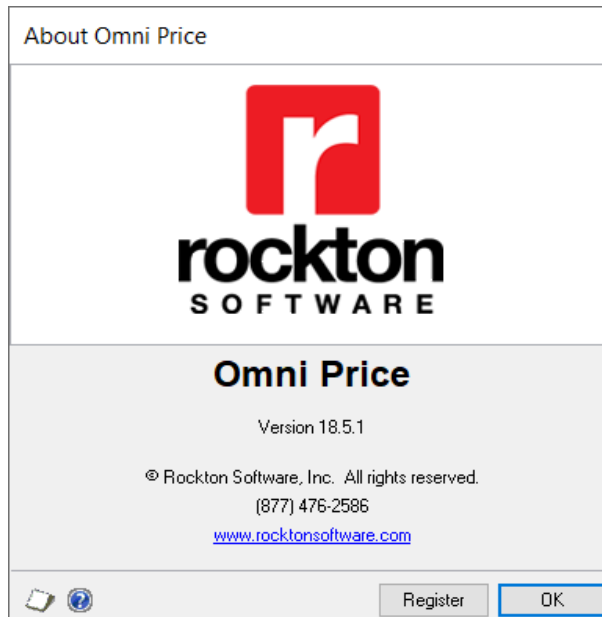 About Omni Price
r
rockton
SOFTWARE
Omni Price
Version 18.5.1
© Rockton Software, Inc.  All rights reserved.
(877) 476-2586
www.rocktonsoftware.com
Register
OK